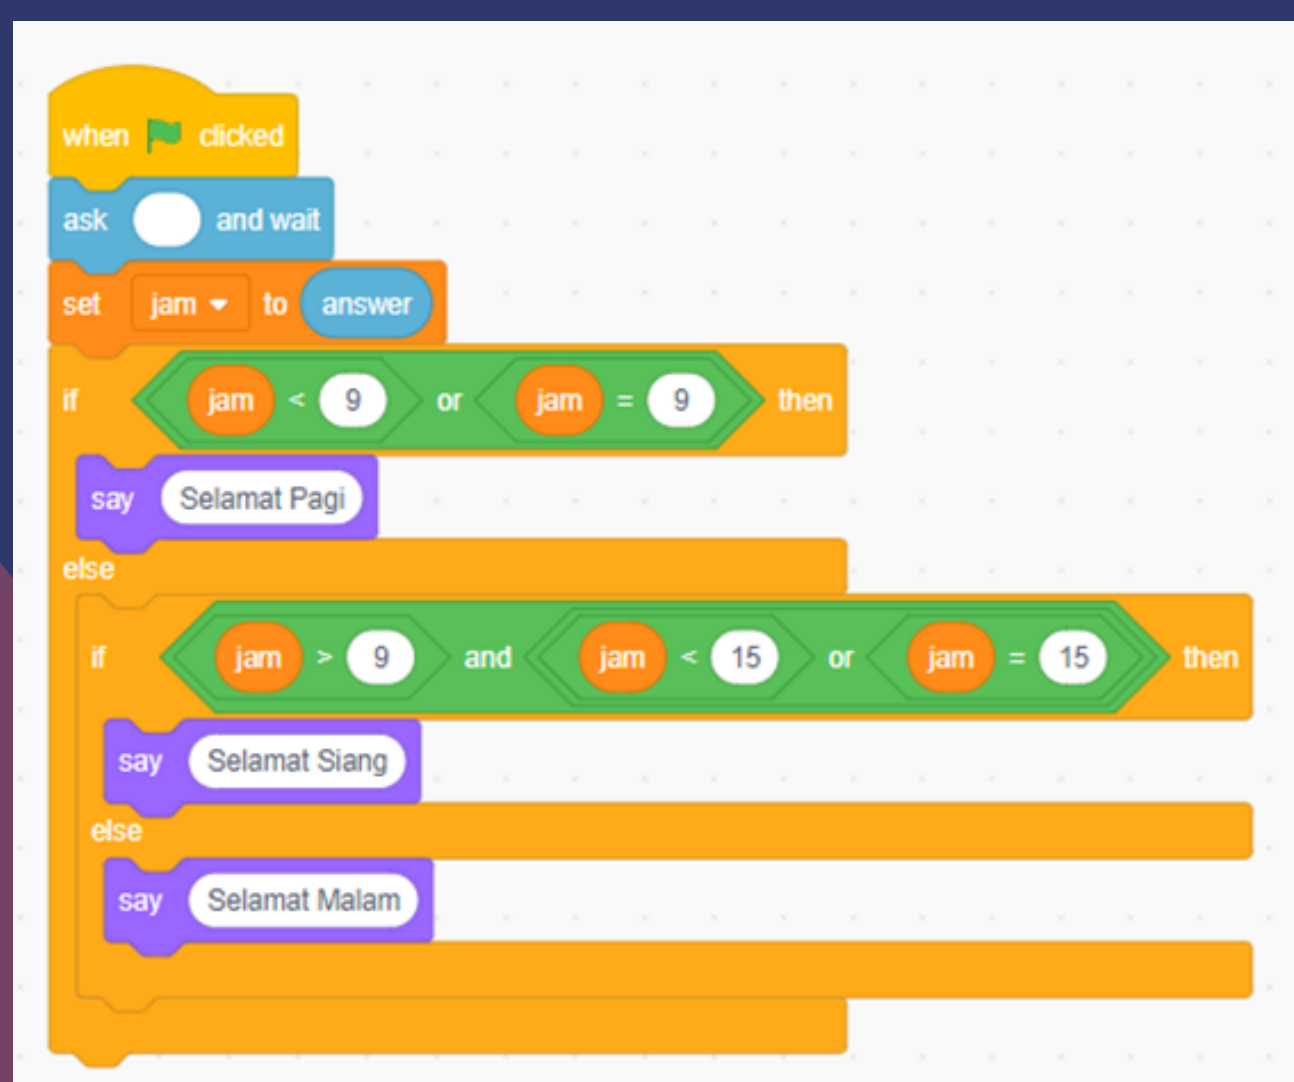 when clicked
ask and wait
set jam to answer
if jam < 9 or jam = 9 then
say Selamat Pagi
else
if jam > 9 and jam < 15 or jam = 15 then
say Selamat Siang
else
say Selamat Malam